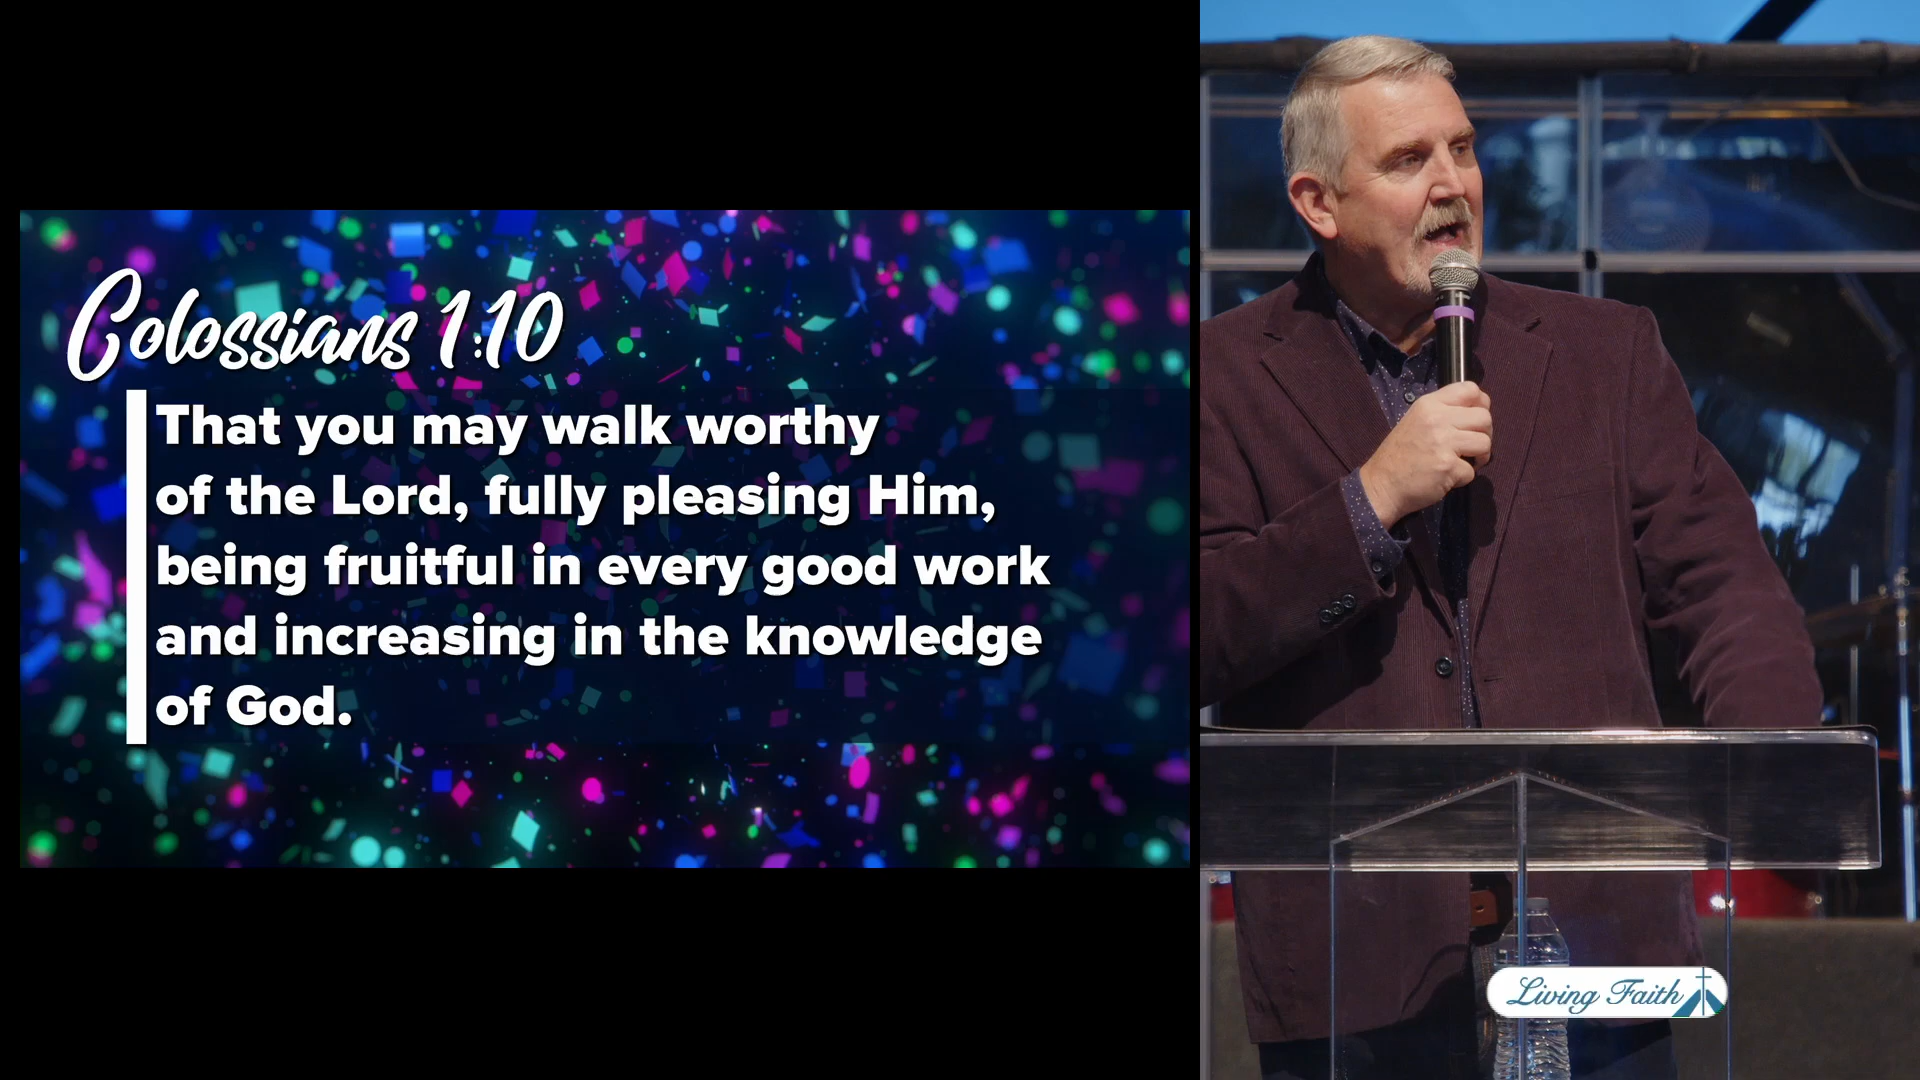 Colossians 1:10
That you may walk worthy
of the Lord, fully pleasing Him,
being fruitful in every good work
and increasing in the knowledge
of God.
Living Faith